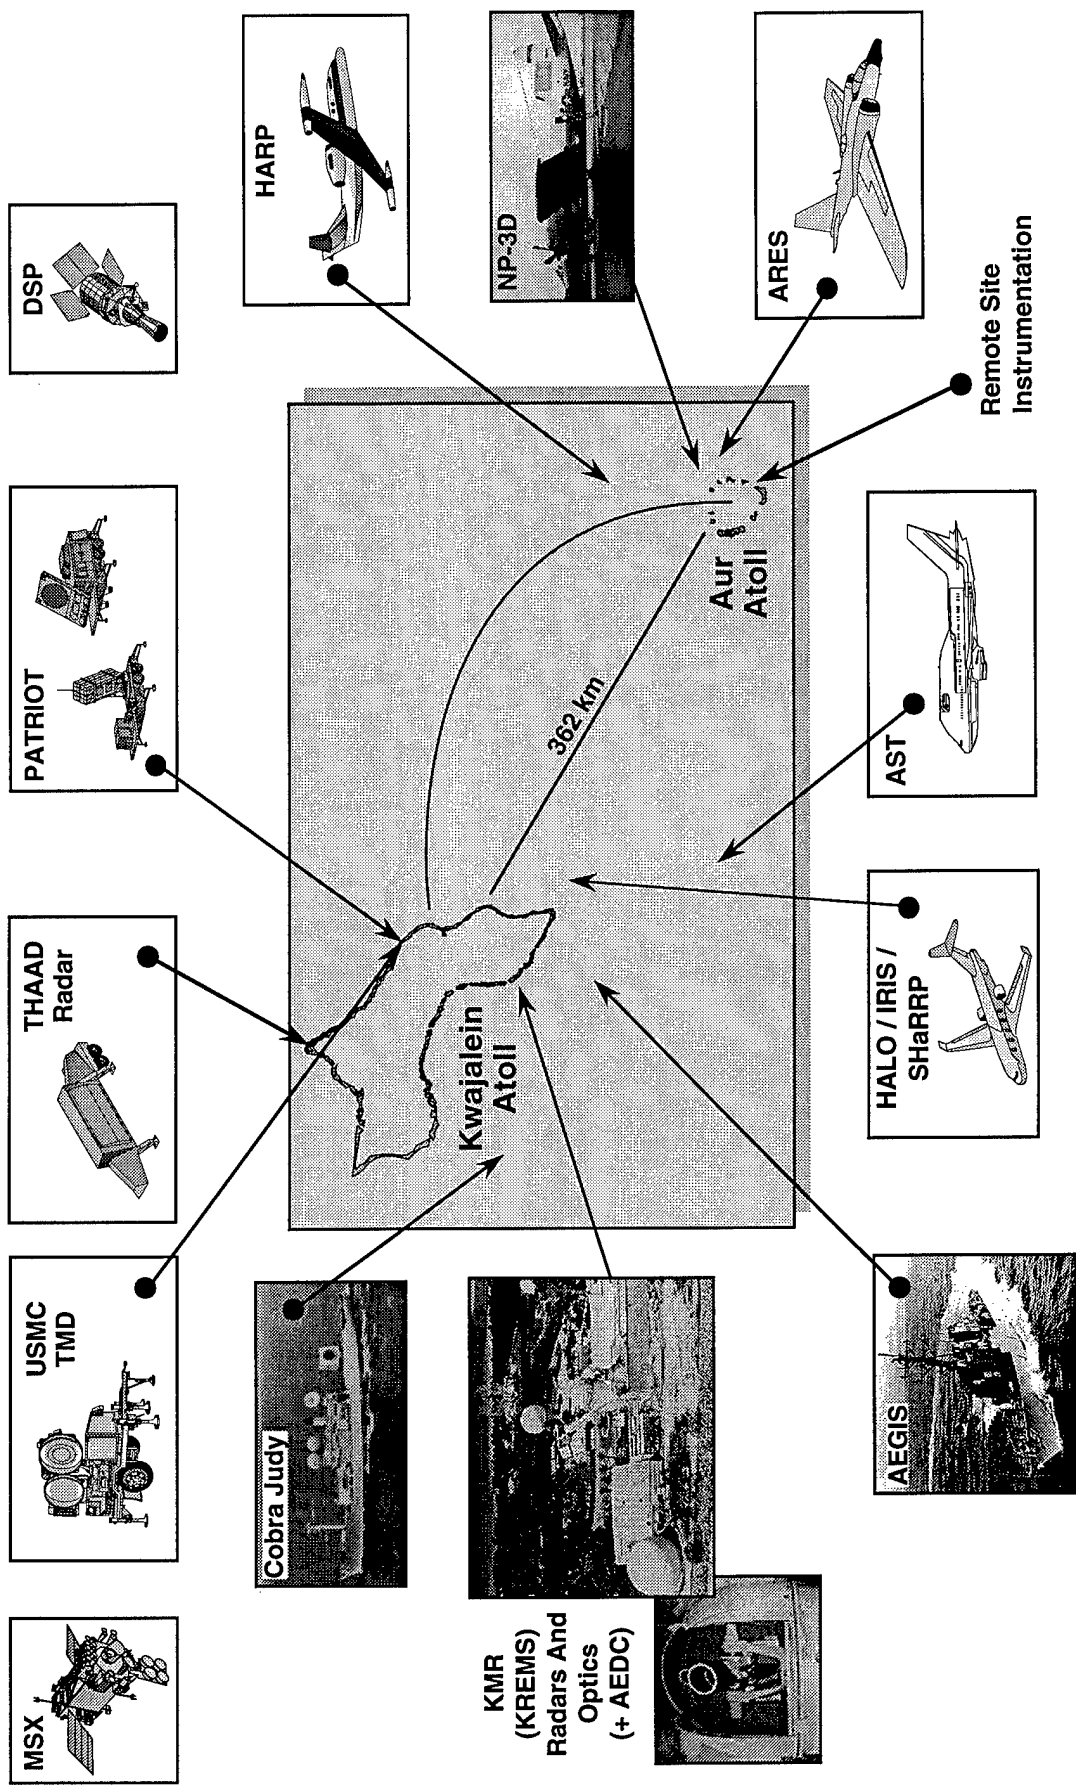 MSX
USMC
TMD
THAAD
Radar
PATRIOT
DSP
Cobra Judy
HARP
KMR
(KREMS)
Radars And
Optics
(+ AEDC)
Kwajalein
Atoll
362 km
Aur
Atoll
NP-3D
ARES
AEGIS
HALO / IRIS /
SHaRRP
AST
Remote Site
Instrumentation